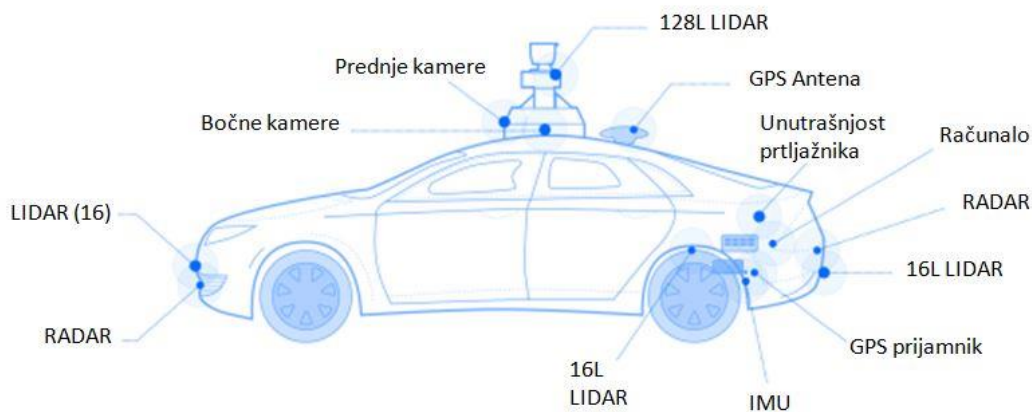 128L LIDAR
Prednje kamere
GPS Antena
Bočne kamere
Unutrašnjost
prtljažnika
Računalo
LIDAR (16)
RADAR
16L LIDAR
RADAR
GPS prijamnik
16L
LIDAR
IMU